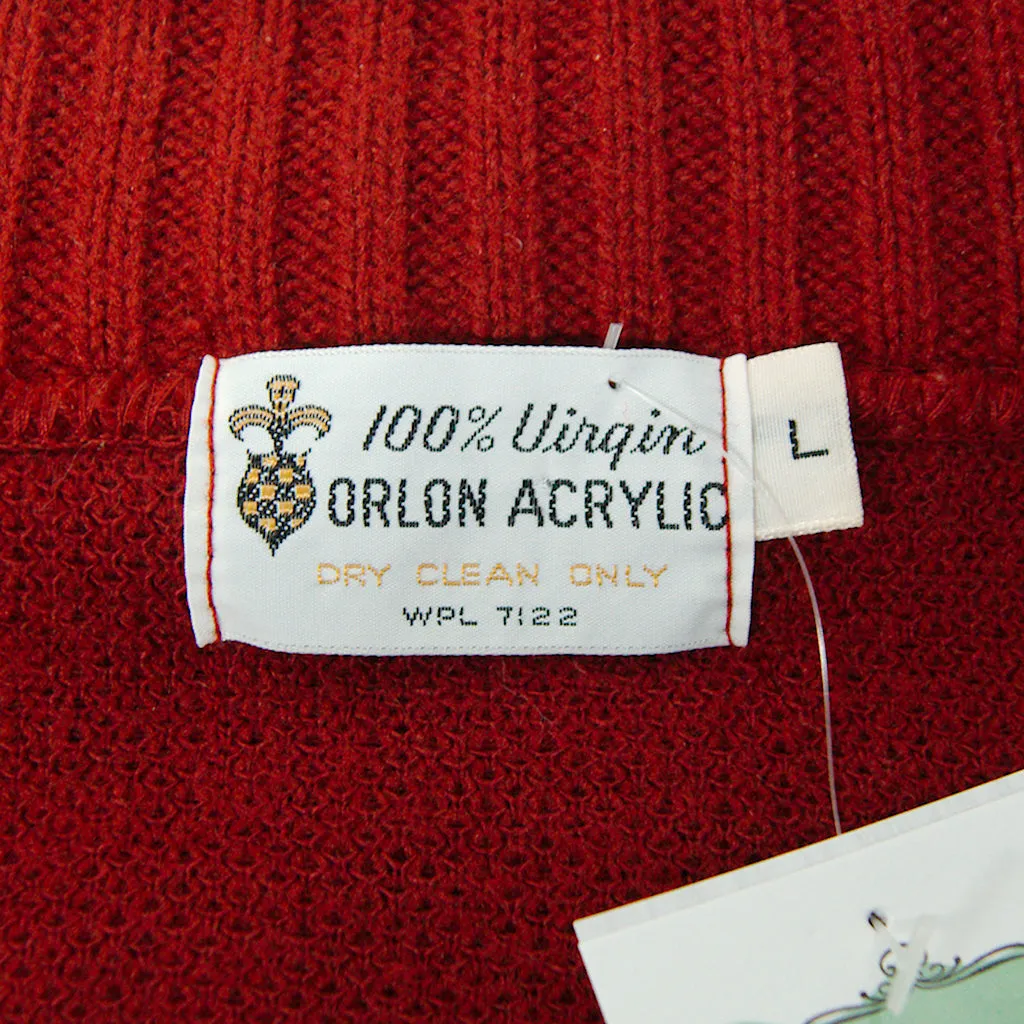 100% Virgin
ORLON ACRYLIC
DRY CLEAN ONLY
WPL 7122
L